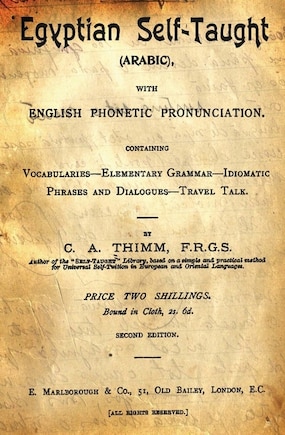 Egyptian Self-Taught
(ARABIC),
WITH
ENGLISH PHONETIC PRONUNCIATION.
CONTAINING
VOCABULARIES—ELEMENTARY GRAMMAR—IDIOMATIC
PHRASES AND DIALOGUES—TRAVEL TALK.
BY
C. A. THIMM, F.R.G.S.
Author of the "SELF-TAUGHT" Library, based on a simple and practical method
for Universal Self-Tuition in European and Oriental Languages.
PRICE TWO SHILLINGS.
Bound in Cloth, 2s. 6d.
SECOND EDITION.
E. MARLBOROUGH & CO., 51, OLD BAILEY, LONDON, E.C.
[ALL RIGHTS RESERVED.]